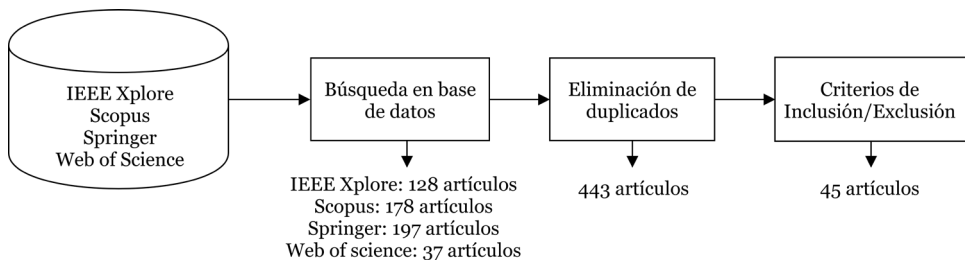 IEEE Xplore
Scopus
Springer
Web of Science
Búsqueda en base
de datos
IEEE Xplore: 128 artículos
Scopus: 178 artículos
Springer: 197 artículos
Web of science: 37 artículos
Eliminación de
duplicados
443 artículos
Criterios de
Inclusión/Exclusión
45 artículos